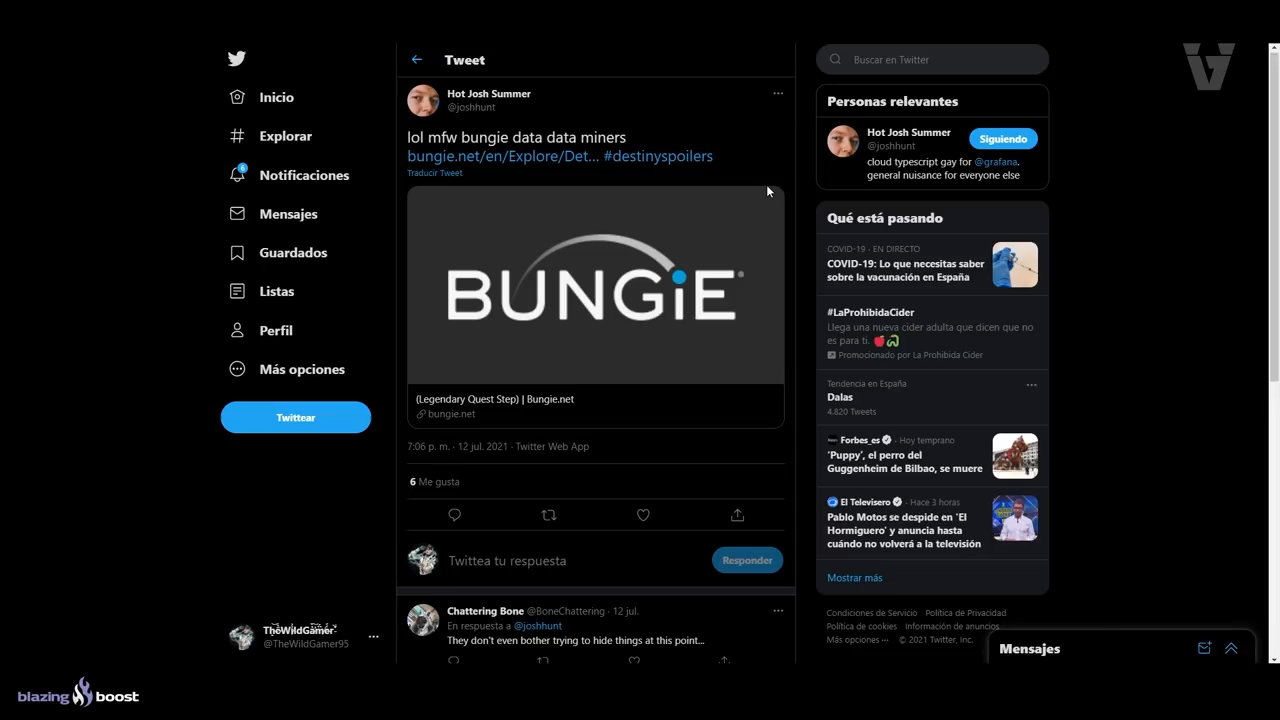 Inicio
Explorar
6
Notificaciones
Mensajes
Guardados
Listas
Perfil
Más opciones
Twittear
TheWildGamer
@TheWildGamer95
blazing boost
Tweet
Hot Josh Summer
@joshhunt
lol mfw bungie data data miners
bungie.net/en/Explore/Det... #destinyspoilers
Traducir Tweet
BUNGiE
(Legendary Quest Step) | Bungie.net
bungie.net
7:06 p. m. · 12 jul. 2021 · Twitter Web App
6 Me gusta
Twittea tu respuesta
Responder
Chattering Bone @BoneChattering · 12 jul.
En respuesta a @joshhunt
They don't even bother trying to hide things at this point...
Buscar en Twitter
Personas relevantes
Hot Josh Summer
@joshhunt
Siguiendo
cloud typescript gay for @grafana.
general nuisance for everyone else
Qué está pasando
COVID-19 · EN DIRECTO
COVID-19: Lo que necesitas saber
sobre la vacunación en España
#LaProhibidaCider
Llega una nueva cider adulta que dicen que no
es para ti.
Promocionado por La Prohibida Cider
Tendencia en España
Dalas
4.820 Tweets
Forbes_es · Hoy temprano
'Puppy', el perro del
Guggenheim de Bilbao, se muere
El Televisero · Hace 3 horas
Pablo Motos se despide en 'El
Hormiguero' y anuncia hasta
cuándo no volverá a la televisión
Mostrar más
Condiciones de Servicio Política de Privacidad
Política de cookies Información de anuncios
Más opciones ··· © 2021 Twitter, Inc.
Mensajes